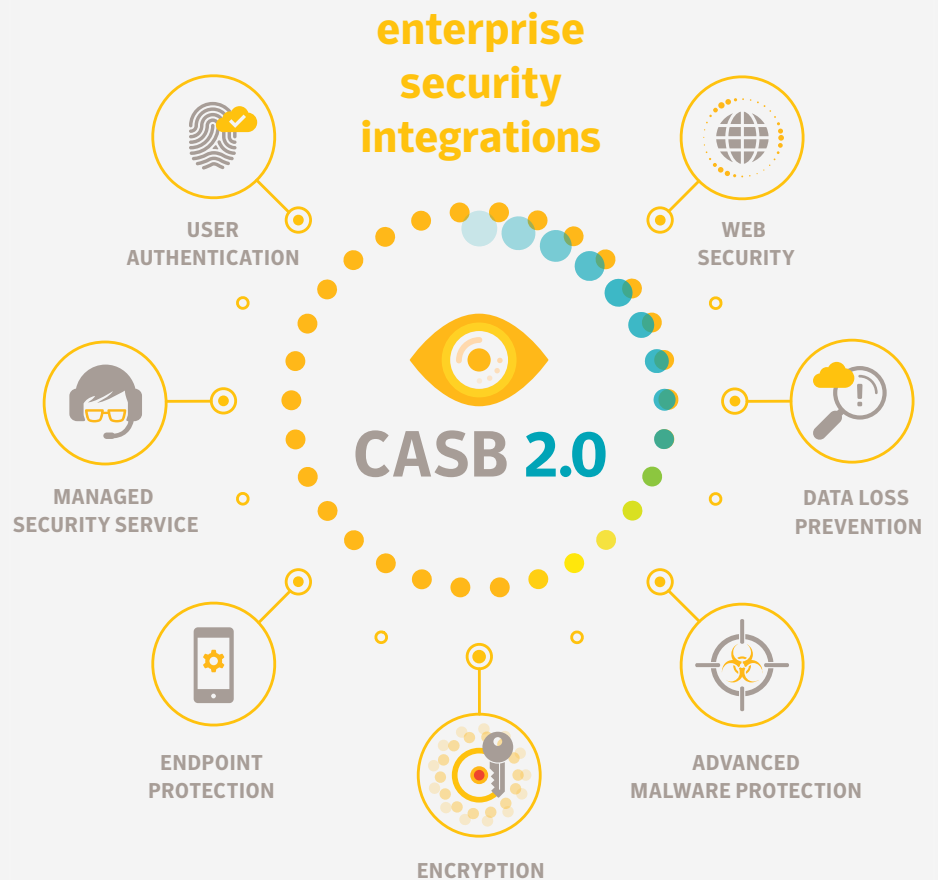 enterprise
security
integrations
USER
AUTHENTICATION
WEB
SECURITY
CASB 2.0
MANAGED
SECURITY SERVICE
DATA LOSS
PREVENTION
ENDPOINT
PROTECTION
ADVANCED
MALWARE PROTECTION
ENCRYPTION